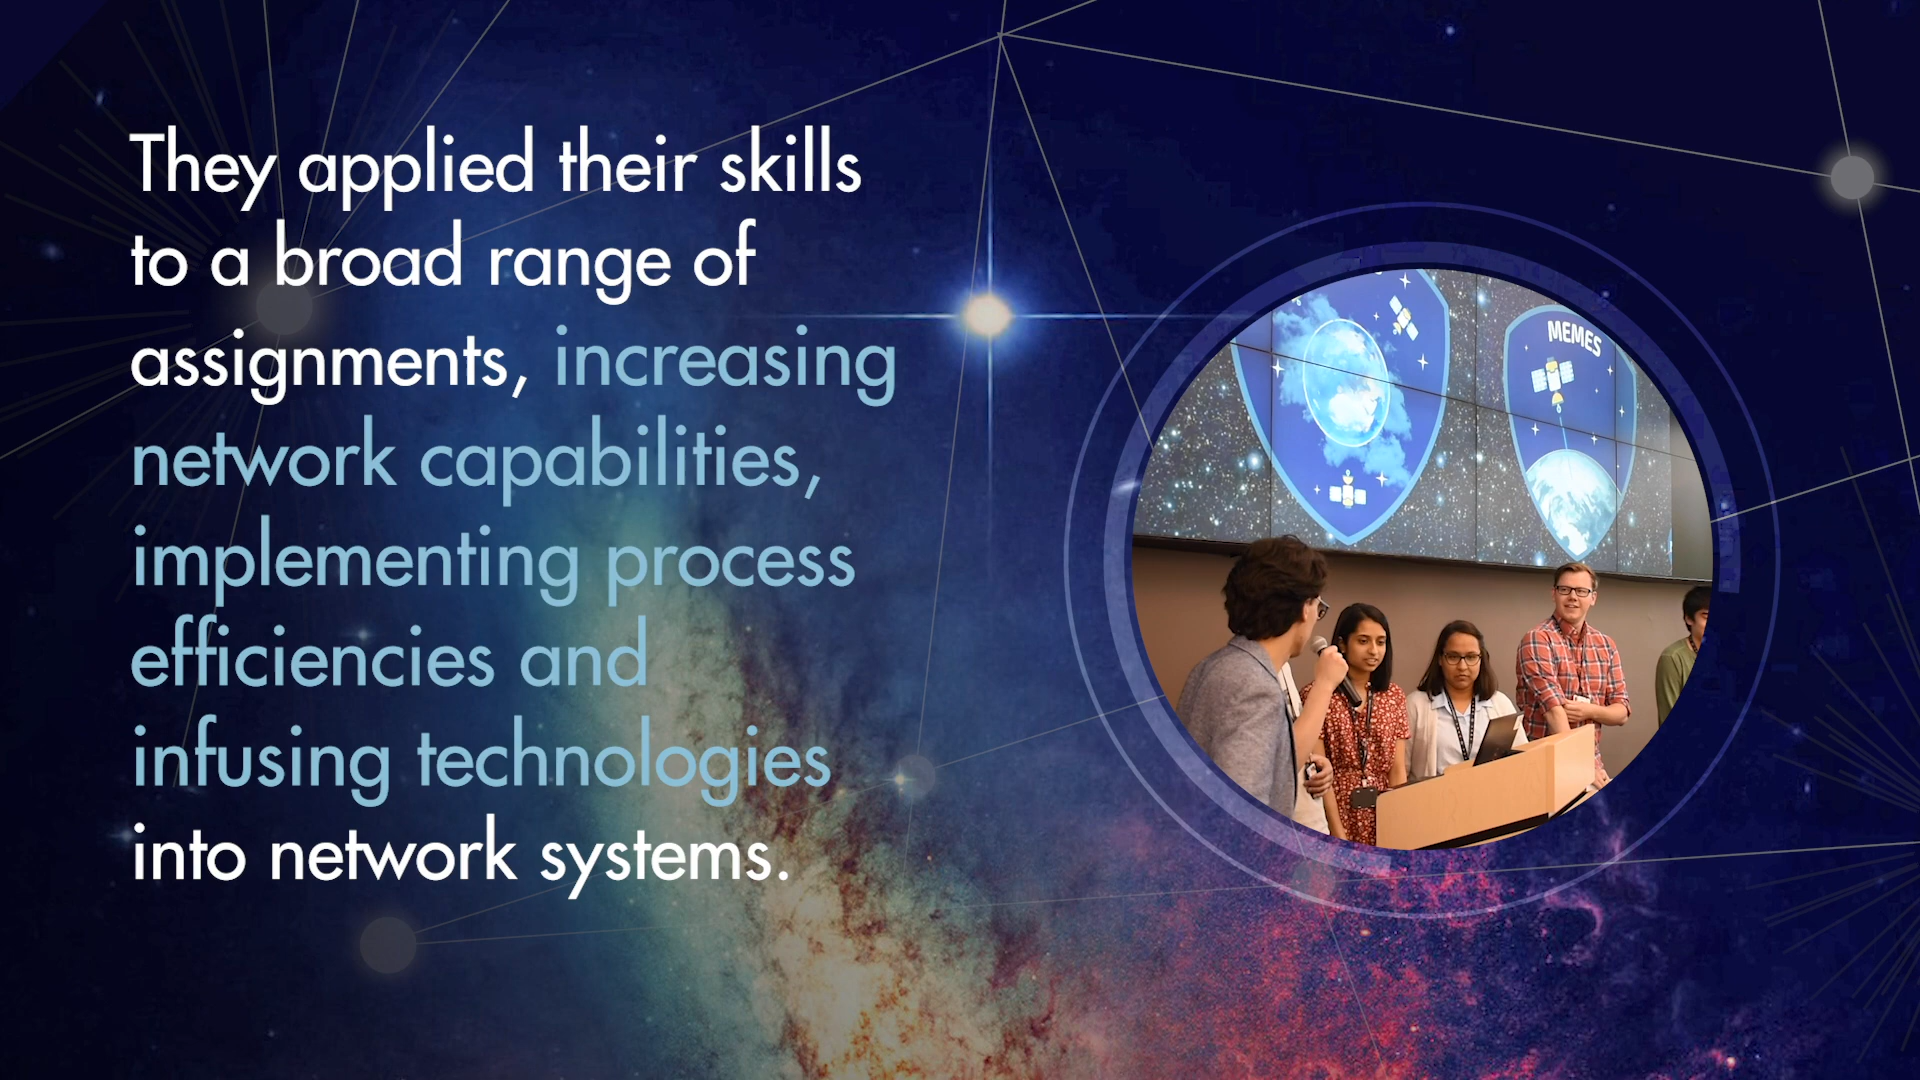 They applied their skills
to a broad range of
assignments, increasing
network capabilities,
implementing process
efficiencies and
infusing technologies
into network systems.
MEMES